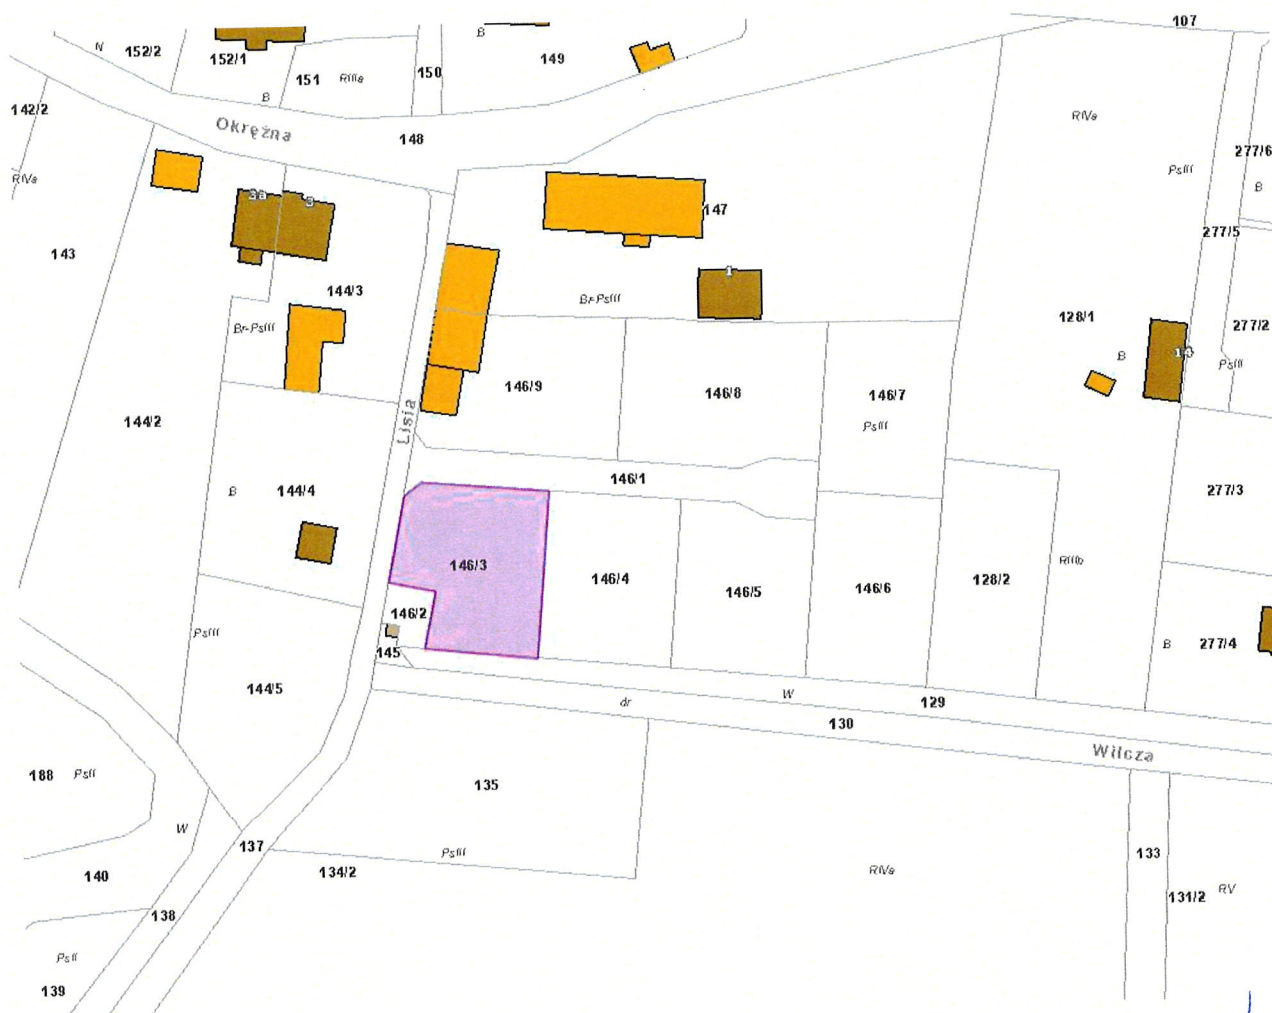 107
N
152/2
152/1
B
149
151
RIIIa
150
B
142/2
Okrężna
148
RIVa
RIVa
277/6
PsIII
B
3a
3
147
277/5
143
1
144/3
Br-PsIII
Br-PsIII
128/1
277/2
14
B
PsIII
146/9
146/8
146/7
144/2
Lisia
PsIII
146/1
B
144/4
277/3
146/3
RIIIb
146/4
128/2
146/5
146/6
146/2
PsIII
B
277/4
145
144/5
W
dr
129
130
Wilcza
188
PsII
135
W
137
PsIII
133
134/2
RIVa
140
RV
131/2
138
PsII
139